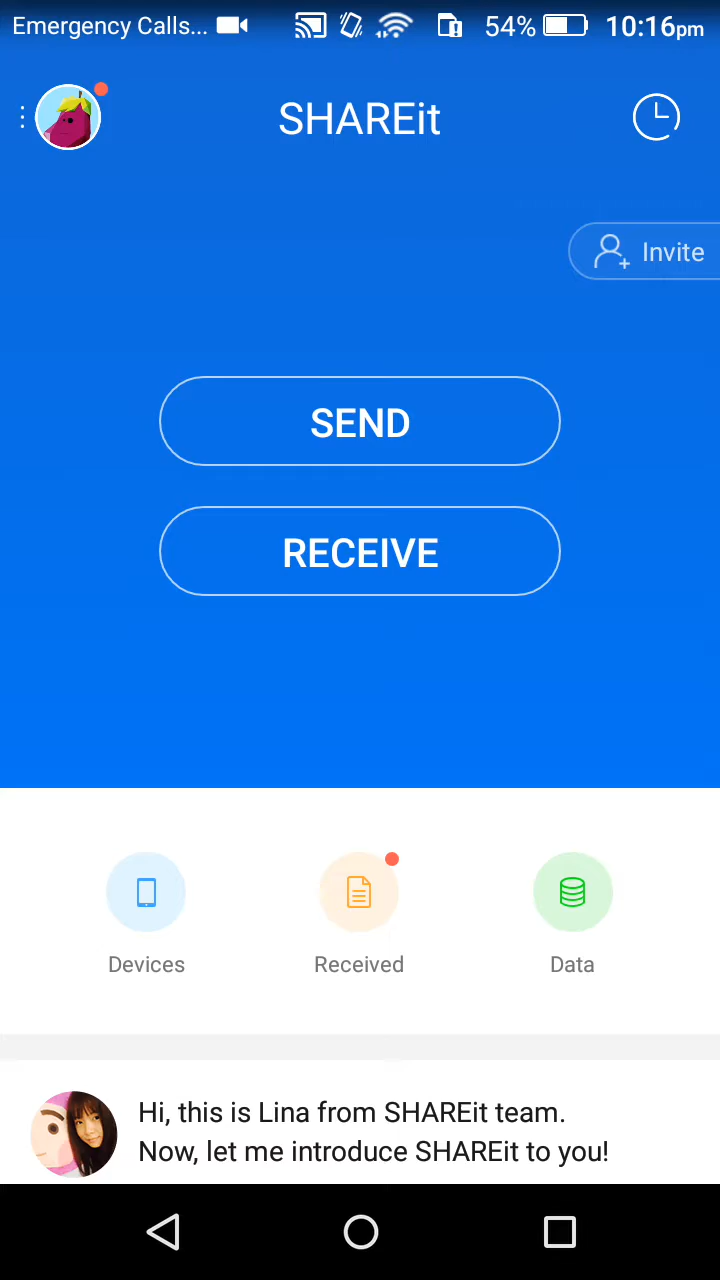 Emergency Calls... 54% 10:16pm
SHAREit
Invite
SEND
RECEIVE
Devices Received Data
Hi, this is Lina from SHAREit team.
Now, let me introduce SHAREit to you!